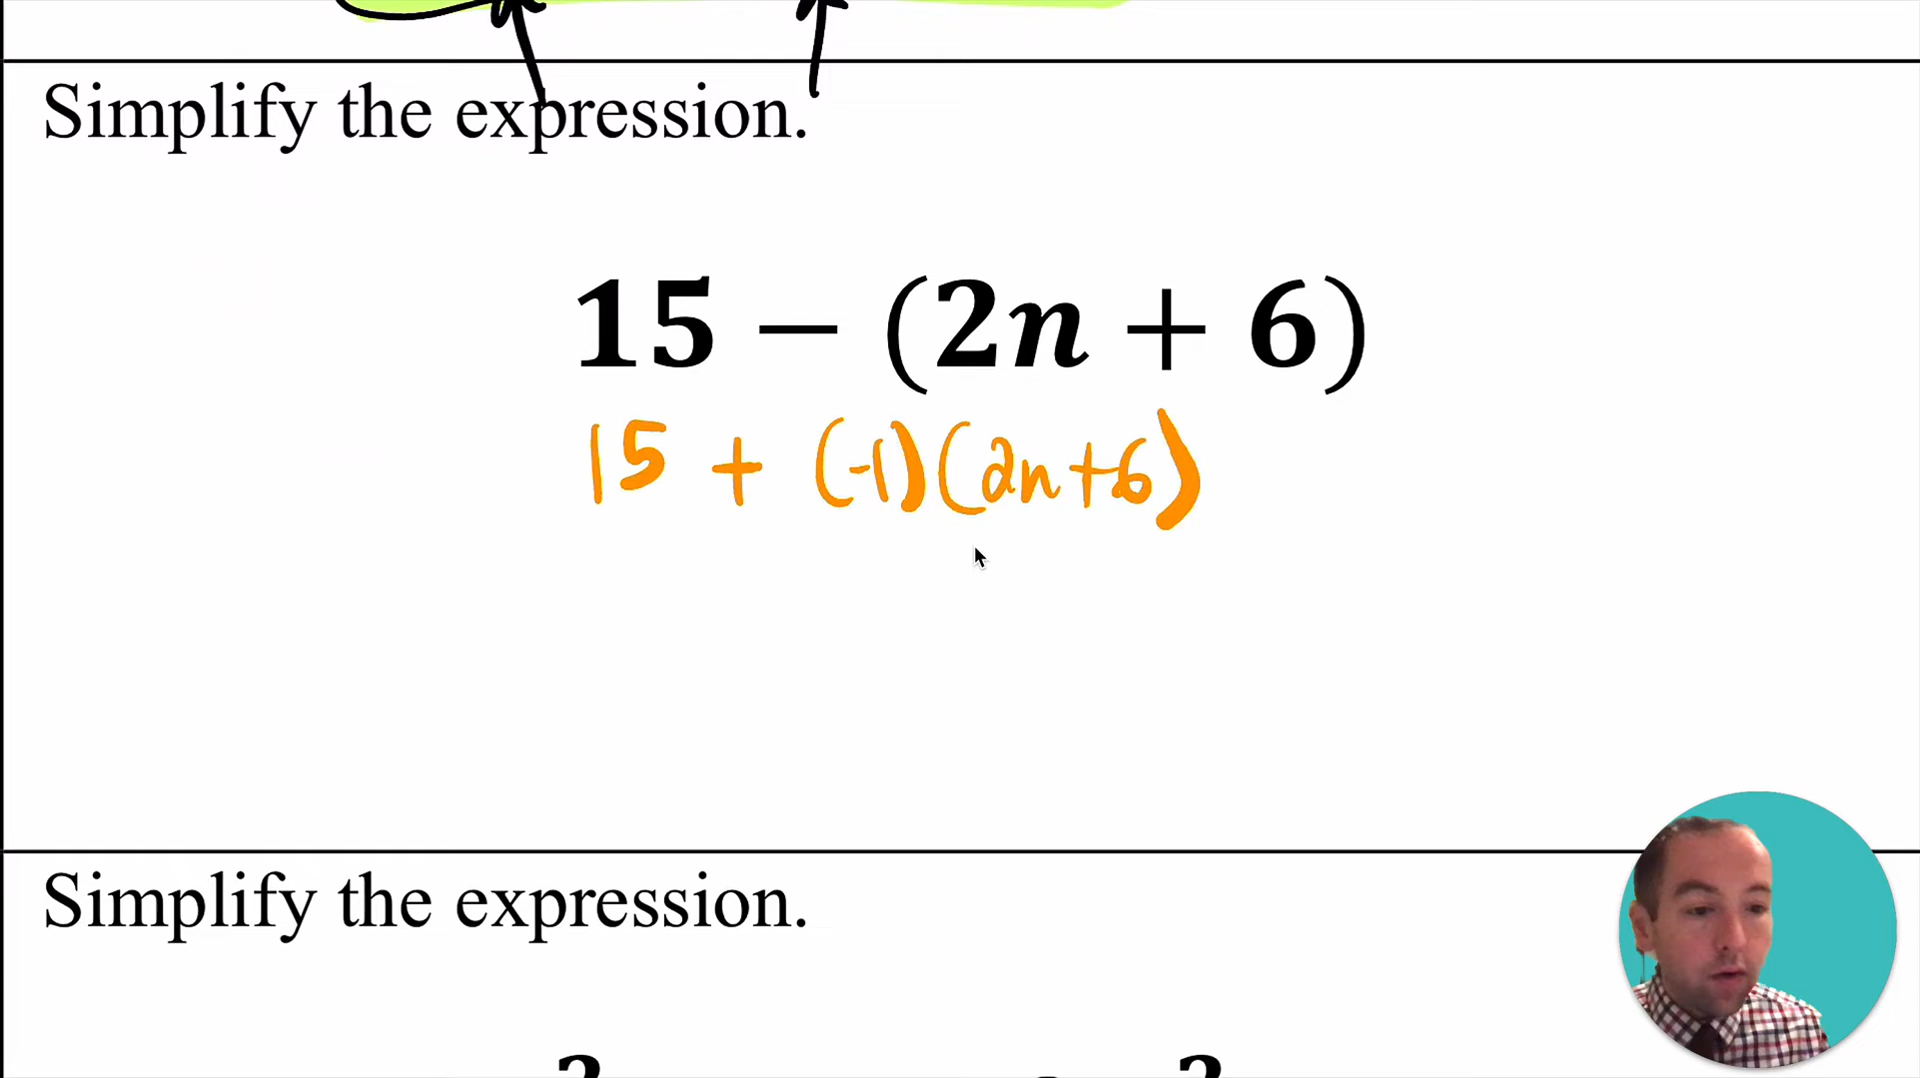 Simplify the expression.
15 − (2n + 6)
15 + (-1)(2n+6)
Simplify the expression.